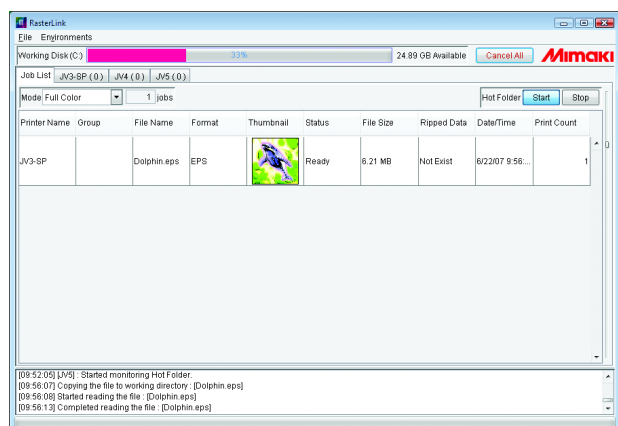 RasterLink
File Environments
Working Disk(C:) 33% 24.89 GB Available Cancel All Mimaki
Job List JV3-SP ( 0 ) JV4 ( 0 ) JV5 ( 0 )
Mode Full Color 1 jobs Hot Folder Start Stop
Printer Name Group File Name Format Thumbnail Status File Size Ripped Data Date/Time Print Count
JV3-SP Dolphin.eps EPS Ready 6.21 MB Not Exist 6/22/07 9:56:... 1
[09:52:05] [JV5] : Started monitoring Hot Folder.
[09:56:07] Copying the file to working directory : [Dolphin.eps]
[09:56:08] Started reading the file : [Dolphin.eps]
[09:56:13] Completed reading the file : [Dolphin.eps]